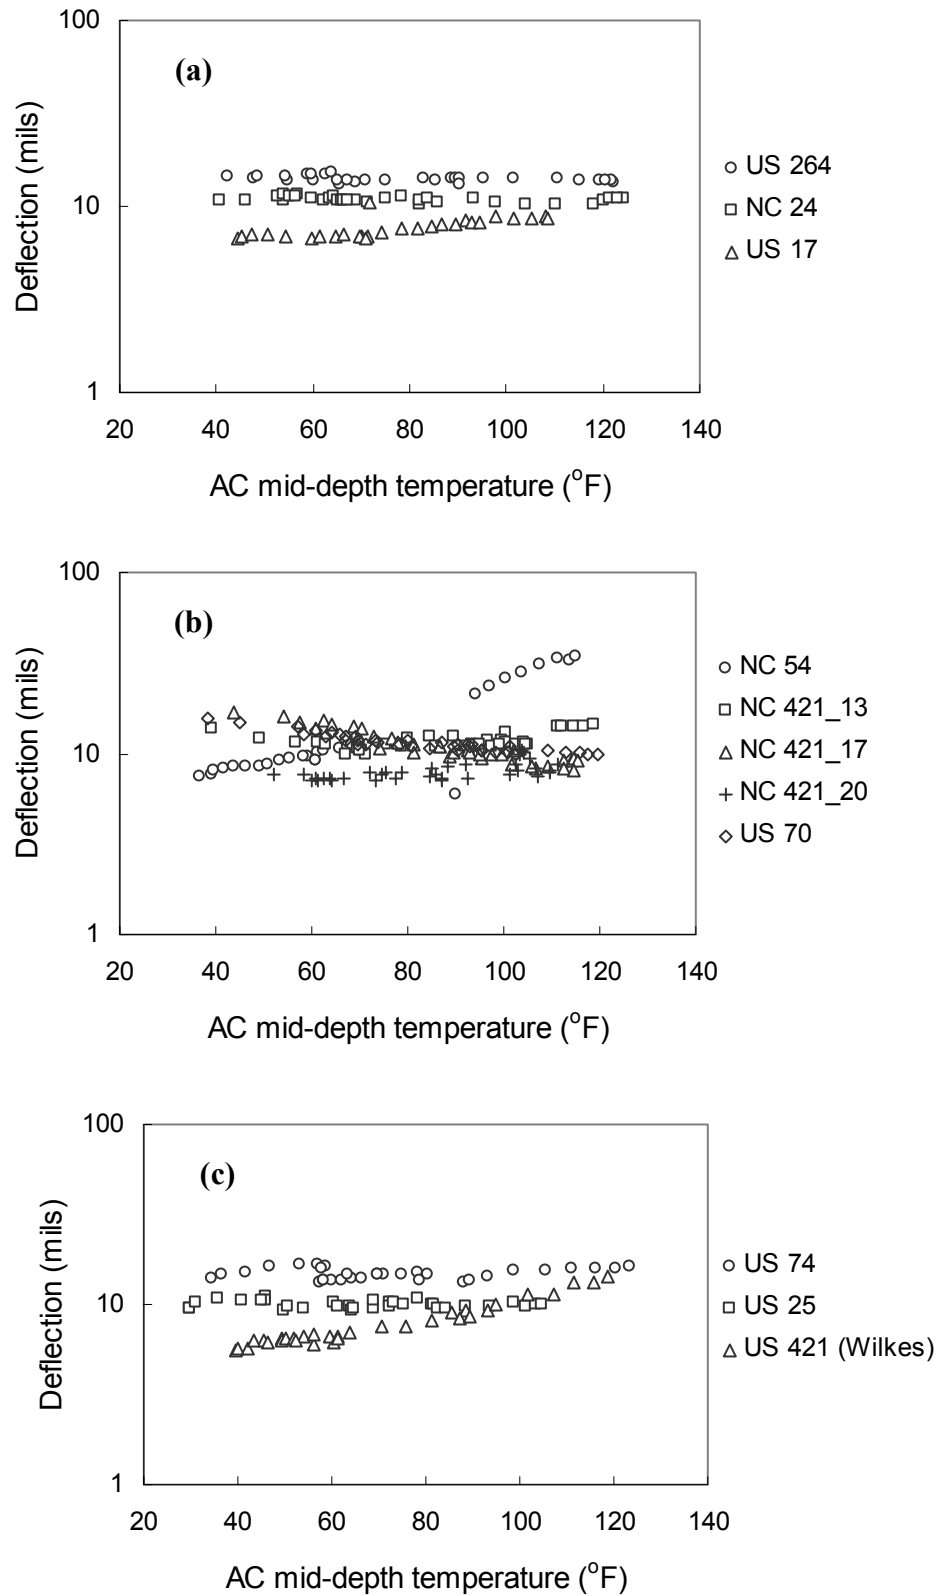 100
(a)
Deflection (mils)
US 264
NC 24
US 17
10
1
20 40 60 80 100 120 140
AC mid-depth temperature (°F)
100
(b)
Deflection (mils)
NC 54
NC 421_13
NC 421_17
NC 421_20
US 70
10
1
20 40 60 80 100 120 140
AC mid-depth temperature (°F)
100
(c)
Deflection (mils)
US 74
US 25
US 421 (Wilkes)
10
1
20 40 60 80 100 120 140
AC mid-depth temperature (°F)